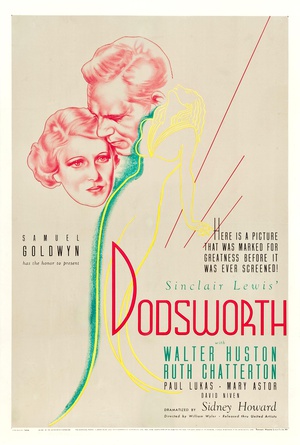 SAMUEL
GOLDWYN
has the honor to present
HERE IS A PICTURE
THAT WAS MARKED FOR
GREATNESS BEFORE IT
WAS EVER SCREENED!
Sinclair Lewis'
DODSWORTH
with
WALTER HUSTON
RUTH CHATTERTON
PAUL LUKAS - MARY ASTOR
DAVID NIVEN
DRAMATIZED BY Sidney Howard
Directed by William Wyler - Released thru United Artists